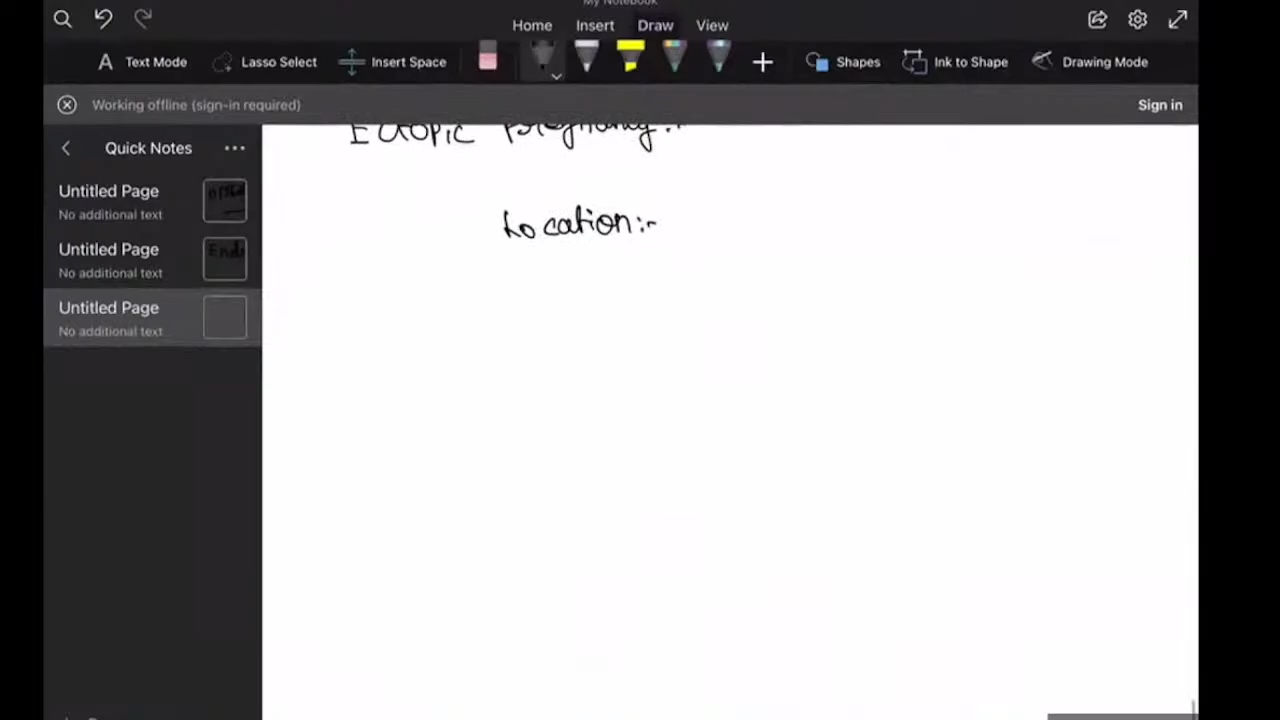 My Notebook
Home Insert Draw View
Text Mode Lasso Select Insert Space Shapes Ink to Shape Drawing Mode
Working offline (sign-in required) Sign in
Quick Notes
Untitled Page
No additional text
Untitled Page
No additional text
Untitled Page
No additional text
Ectopic Pregnancy:-
Location:-